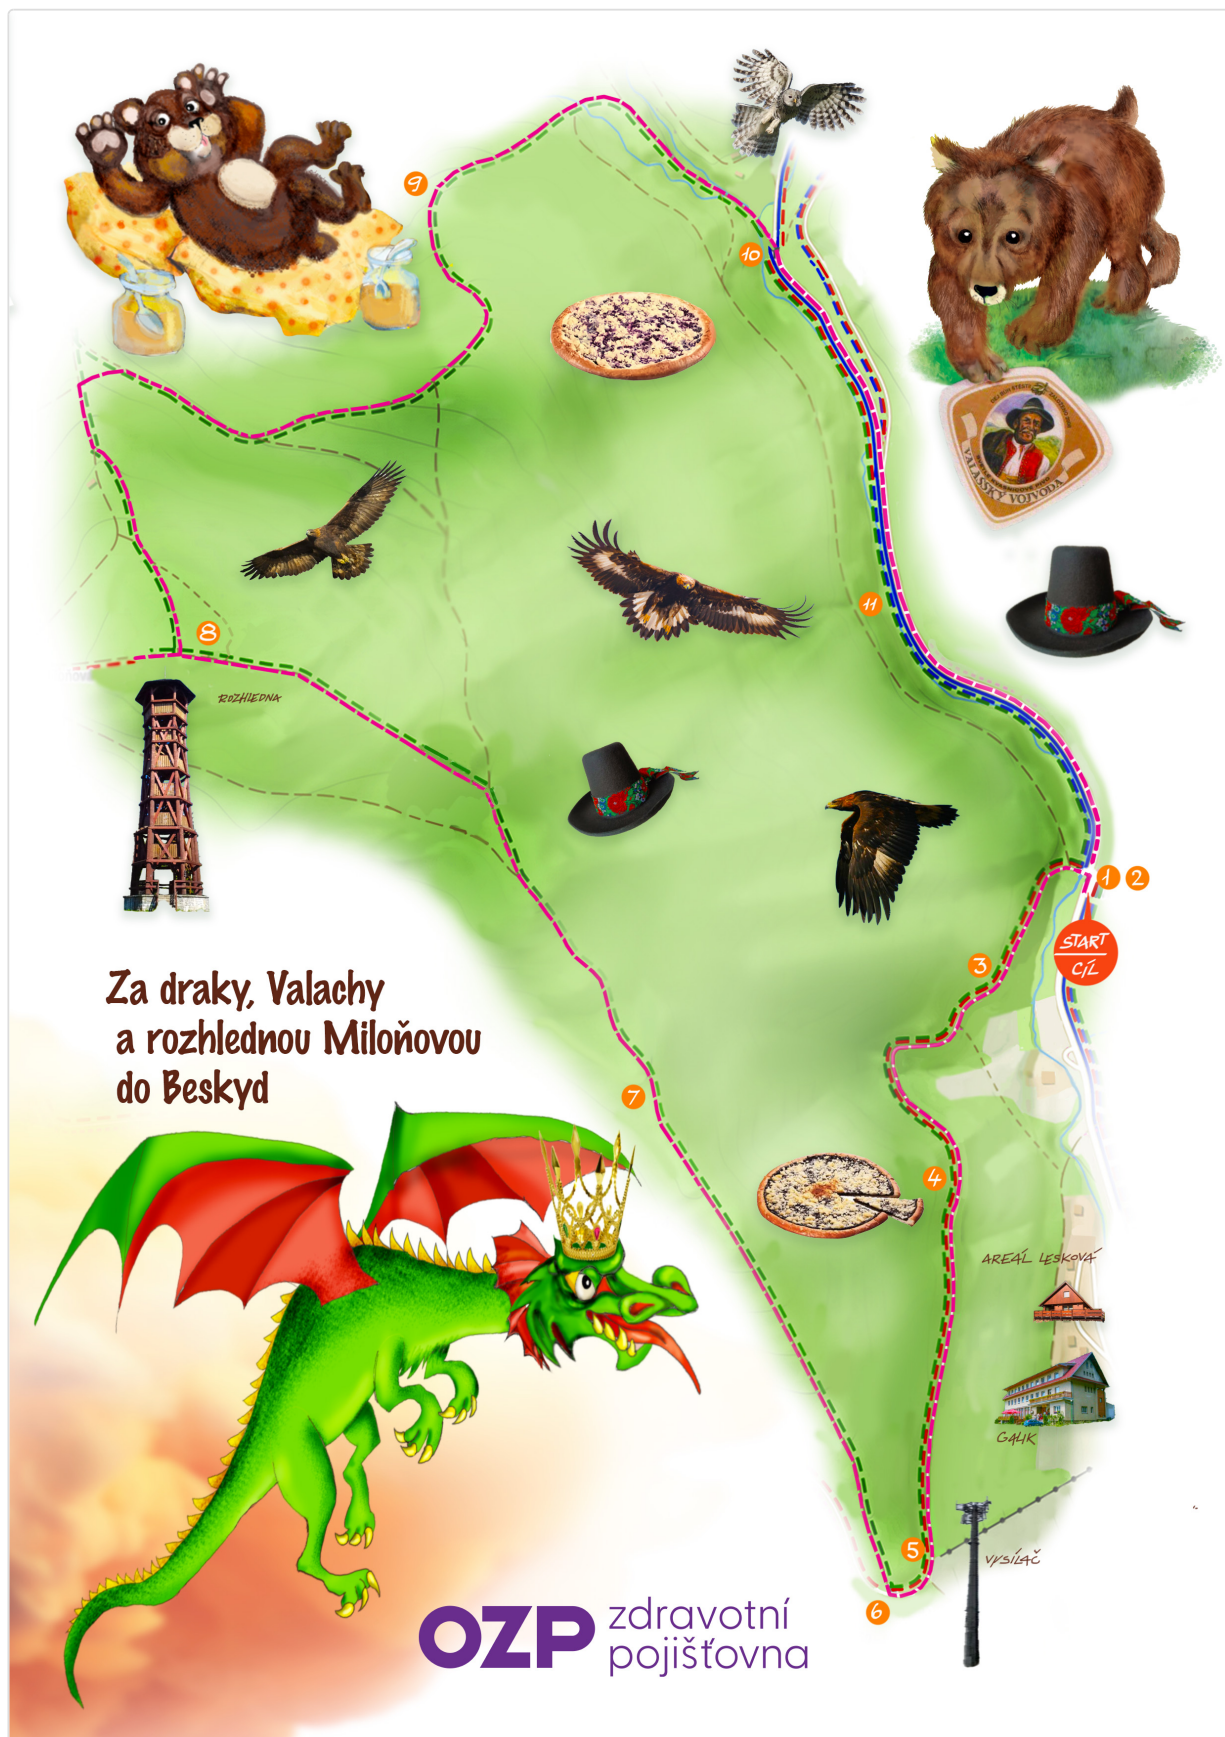 9
10
VALAŠSKÝ VOJVODA
11
8
ROZHLEDNA
1 2
START
CÍL
3
Za draky, Valachy
a rozhlednou Miloňovou
do Beskyd
7
4
AREÁL LESKOVÁ
GALIK
5
VYSÍLAČ
6
OZP zdravotní
pojišťovna